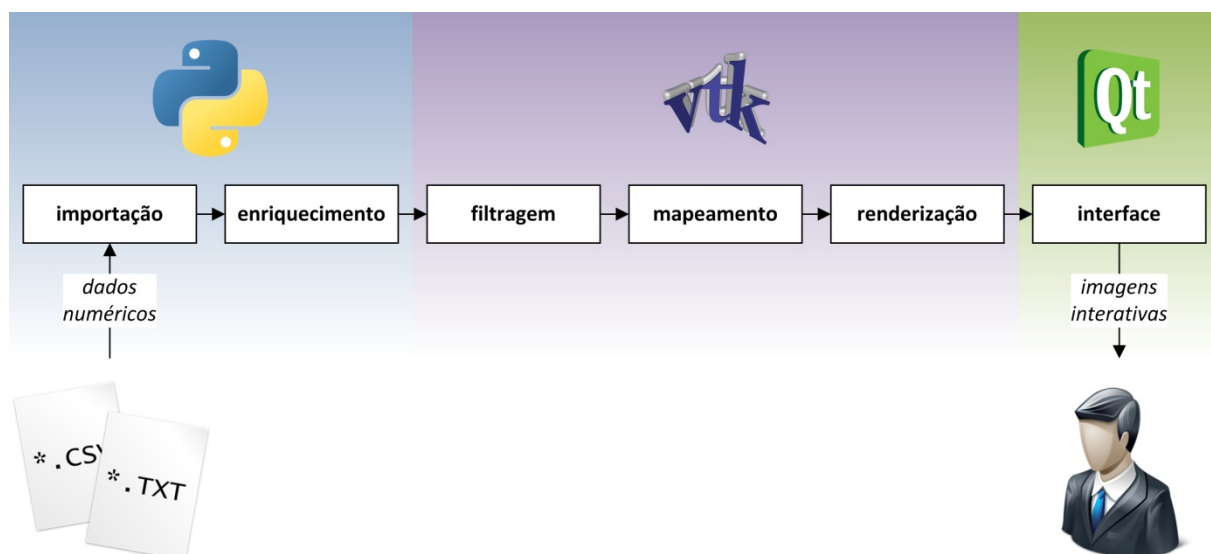 vtk
Qt
importação
enriquecimento
filtragem
mapeamento
renderização
interface
dados
numéricos
imagens
interativas
*.CSV
*.TXT